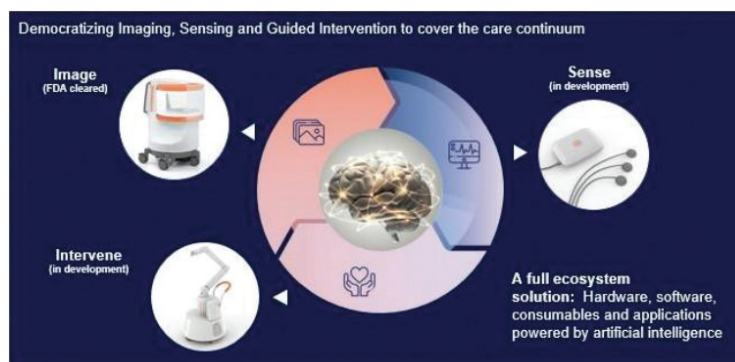 Democratizing Imaging, Sensing and Guided Intervention to cover the care continuum
Image
(FDA cleared)
Sense
(in development)
Intervene
(in development)
A full ecosystem
solution: Hardware, software,
consumables and applications
powered by artificial intelligence